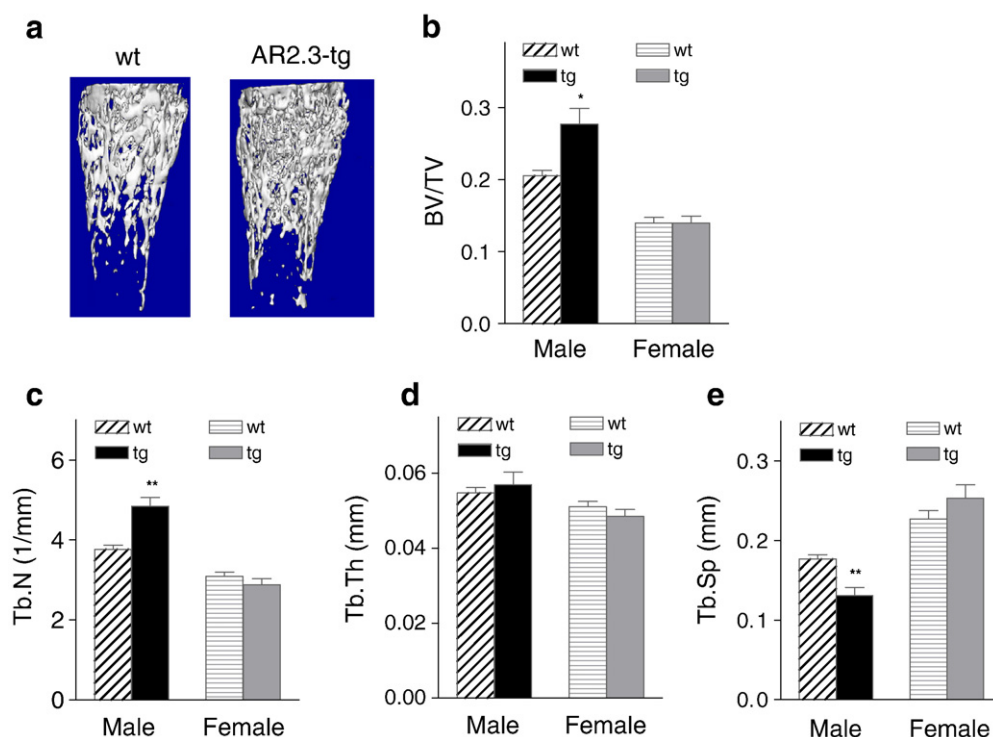 a
wt AR2.3-tg
b
wt wt
tg tg
*
BV/TV
0.3
0.2
0.1
0.0
Male Female
c
wt wt
tg tg
**
Tb.N (1/mm)
6
4
2
0
Male Female
d
wt wt
tg tg
Tb.Th (mm)
0.06
0.04
0.02
0.00
Male Female
e
wt wt
tg tg
**
Tb.Sp (mm)
0.3
0.2
0.1
0.0
Male Female